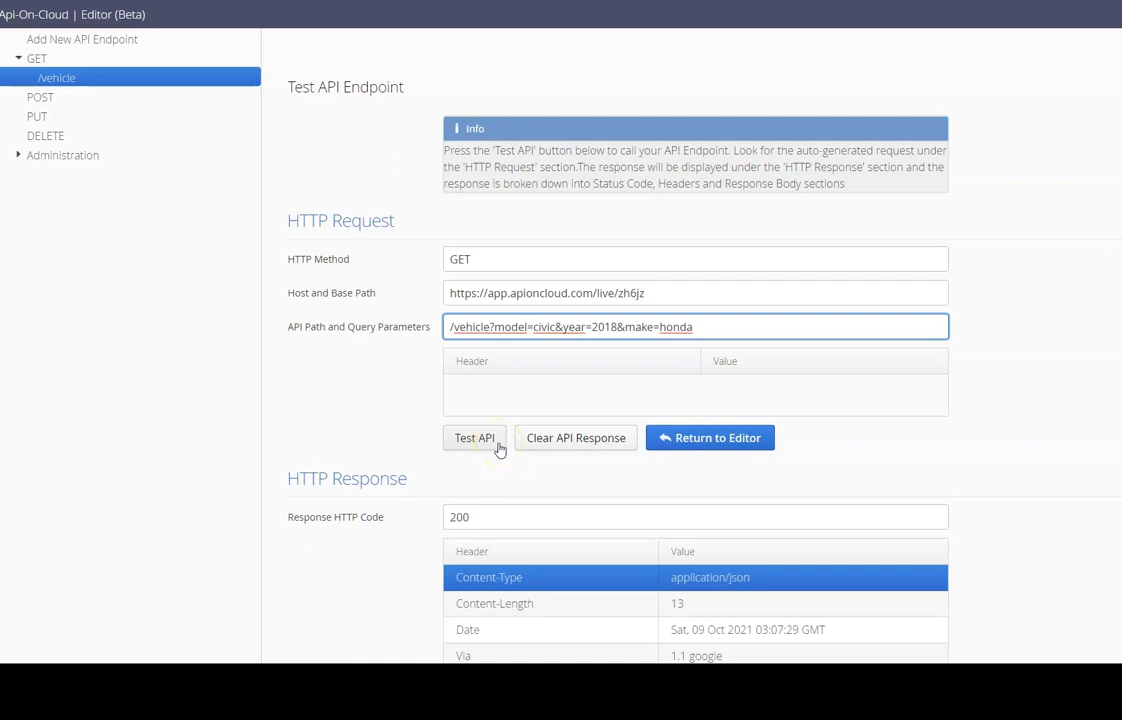 Api-On-Cloud | Editor (Beta)
Add New API Endpoint
GET
/vehicle
POST
PUT
DELETE
Administration
Test API Endpoint
Info
Press the 'Test API' button below to call your API Endpoint. Look for the auto-generated request under
the 'HTTP Request' section.The response will be displayed under the 'HTTP Response' section and the
response is broken down into Status Code, Headers and Response Body sections
HTTP Request
HTTP Method GET
Host and Base Path https://app.apioncloud.com/live/zh6jz
API Path and Query Parameters /vehicle?model=civic&year=2018&make=honda
Header Value
Test API Clear API Response Return to Editor
HTTP Response
Response HTTP Code 200
Header Value
Content-Type application/json
Content-Length 13
Date Sat, 09 Oct 2021 03:07:29 GMT
Via 1.1 google